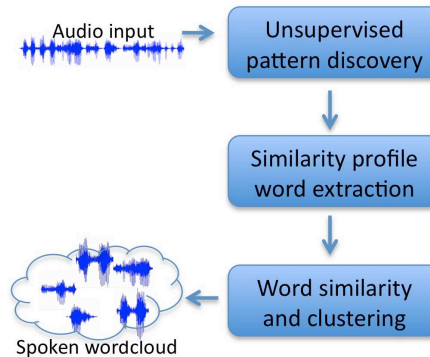 Audio input
Unsupervised
pattern discovery
Similarity profile
word extraction
Word similarity
and clustering
Spoken wordcloud